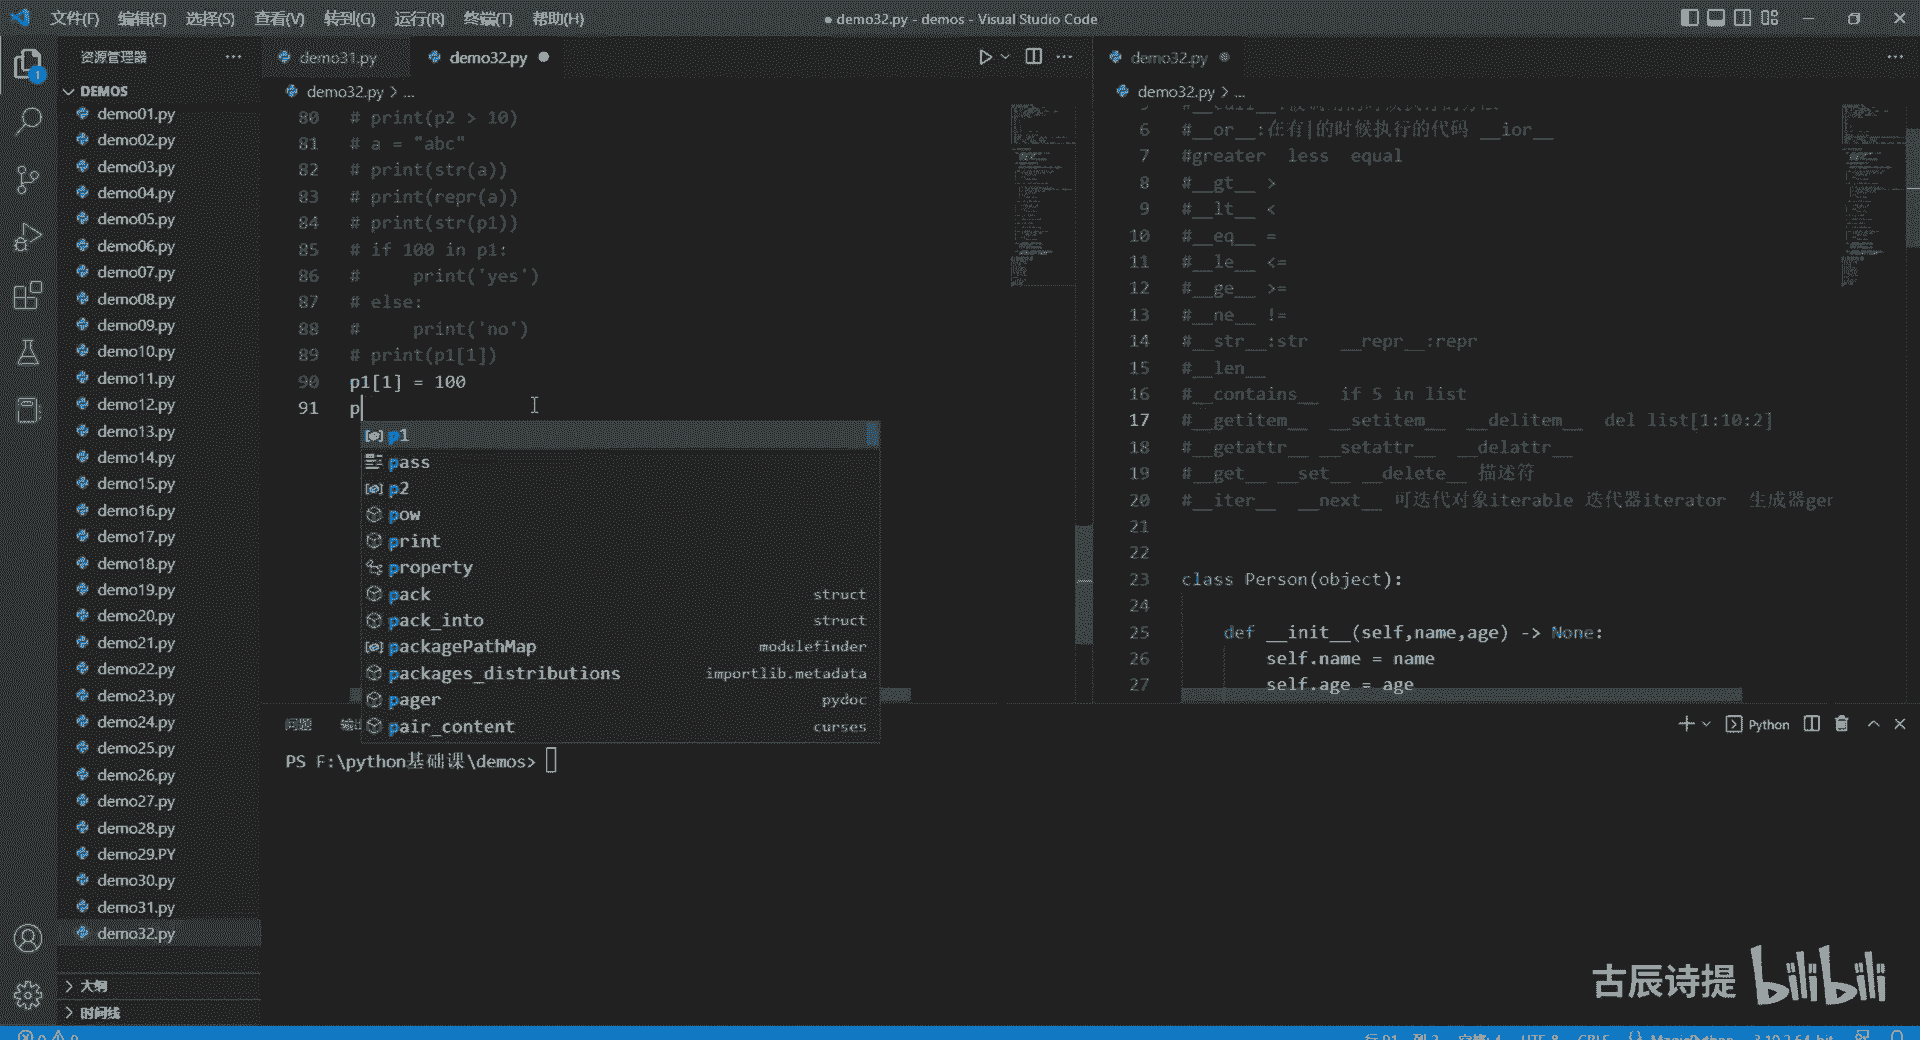 文件(F) 编辑(E) 选择(S) 查看(V) 转到(G) 运行(R) 终端(T) 帮助(H)
● demo32.py - demos - Visual Studio Code
资源管理器
DEMOS
demo01.py
demo02.py
demo03.py
demo04.py
demo05.py
demo06.py
demo07.py
demo08.py
demo09.py
demo10.py
demo11.py
demo12.py
demo13.py
demo14.py
demo15.py
demo16.py
demo17.py
demo18.py
demo19.py
demo20.py
demo21.py
demo22.py
demo23.py
demo24.py
demo25.py
demo26.py
demo27.py
demo28.py
demo29.PY
demo30.py
demo31.py
demo32.py
大纲
时间线
1
demo31.py demo32.py
demo32.py > ...
80 # print(p2 > 10)
81 # a = "abc"
82 # print(str(a))
83 # print(repr(a))
84 # print(str(p1))
85 # if 100 in p1:
86 #     print('yes')
87 # else:
88 #     print('no')
89 # print(p1[1])
90 p1[1] = 100
91 p
p1
pass
p2
pow
print
property
pack struct
pack_into struct
packagePathMap modulefinder
packages_distributions importlib.metadata
pager pydoc
pair_content curses
demo32.py
demo32.py > ...
6 #__or__:在有|的时候执行的代码 __ior__
7 #greater  less  equal
8 #__gt__ >
9 #__lt__ <
10 #__eq__ =
11 #__le__ <=
12 #__ge__ >=
13 #__ne__ !=
14 #__str__:str   __repr__:repr
15 #__len__
16 #__contains__  if 5 in list
17 #__getitem__  __setitem__  __delitem__  del list[1:10:2]
18 #__getattr__ __setattr__  __delattr__
19 #__get__ __set__ __delete__ 描述符
20 #__iter__  __next__ 可迭代对象iterable 迭代器iterator  生成器ger
21
22
23 class Person(object):
24
25     def __init__(self,name,age) -> None:
26         self.name = name
27         self.age = age
问题
Python
PS F:\python基础课\demos>
古辰诗提 bilibili